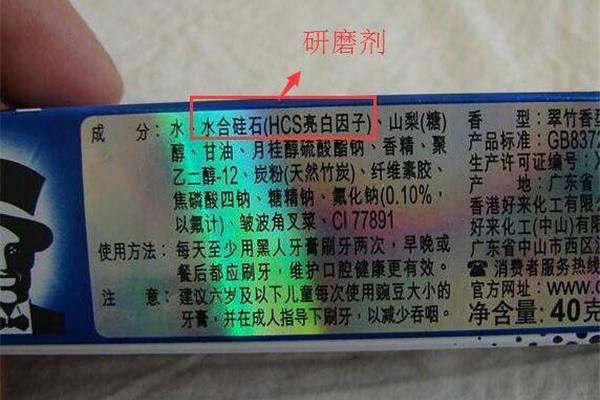 研磨剂
成 分:水、水合硅石(HCS亮白因子)、山梨(糖)
醇、甘油、月桂醇硫酸酯钠、香精、聚
乙二醇-12、炭粉(天然竹炭)、纤维素胶、
焦磷酸四钠、糖精钠、氟化钠(0.10%,
以氟计)、皱波角叉菜、CI 77891
使用方法:每天至少用黑人牙膏刷牙两次,早晚或
餐后都应刷牙,维护口腔健康更有效。
注 意:建议六岁及以下儿童每次使用豌豆大小的
牙膏,并在成人指导下刷牙,以减少吞咽。
香 型:翠竹香型
产品标准:GB8372
生产许可证编号:X
产 地:广东省
香港好来化工有限公
好来化工(中山)有限
广东省中山市西区
☎消费者服务热线
官方网址:www.
净含量:40克